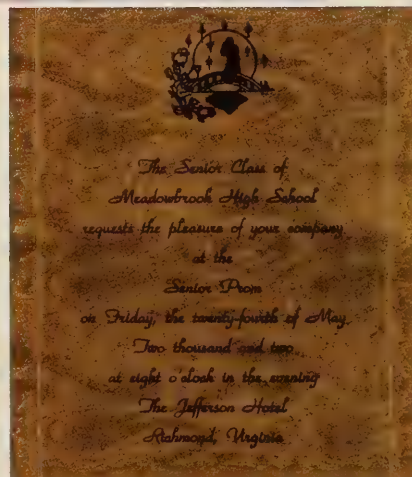 The Senior Class of
Meadowbrook High School
requests the pleasure of your company
at the
Senior Prom
on Friday, the twenty-fourth of May
Two thousand and two
at eight o'clock in the evening
The Jefferson Hotel
Richmond, Virginia